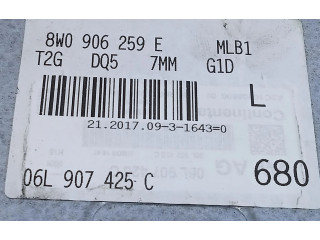 8W0 906 259 E MLB1
T2G DQ5 7MM G1D
L
21.2017.09-3-1643=0
06L 907 425 C
680